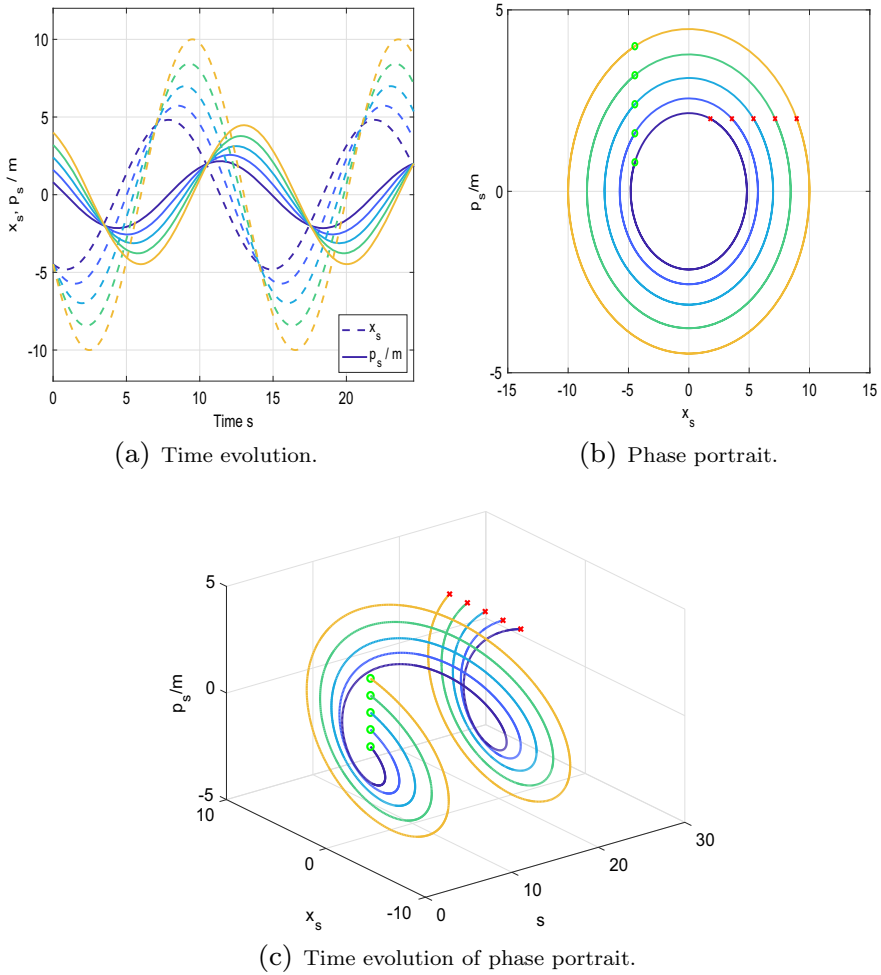 10
5
0
-5
-10
x_s, p_s / m
0
5
10
15
20
Time s
x_s
p_s / m
(a) Time evolution.
5
0
-5
p_s/m
-15
-10
-5
0
5
10
15
x_s
(b) Phase portrait.
5
0
-5
p_s/m
10
0
-10
x_s
0
10
20
30
s
(c) Time evolution of phase portrait.